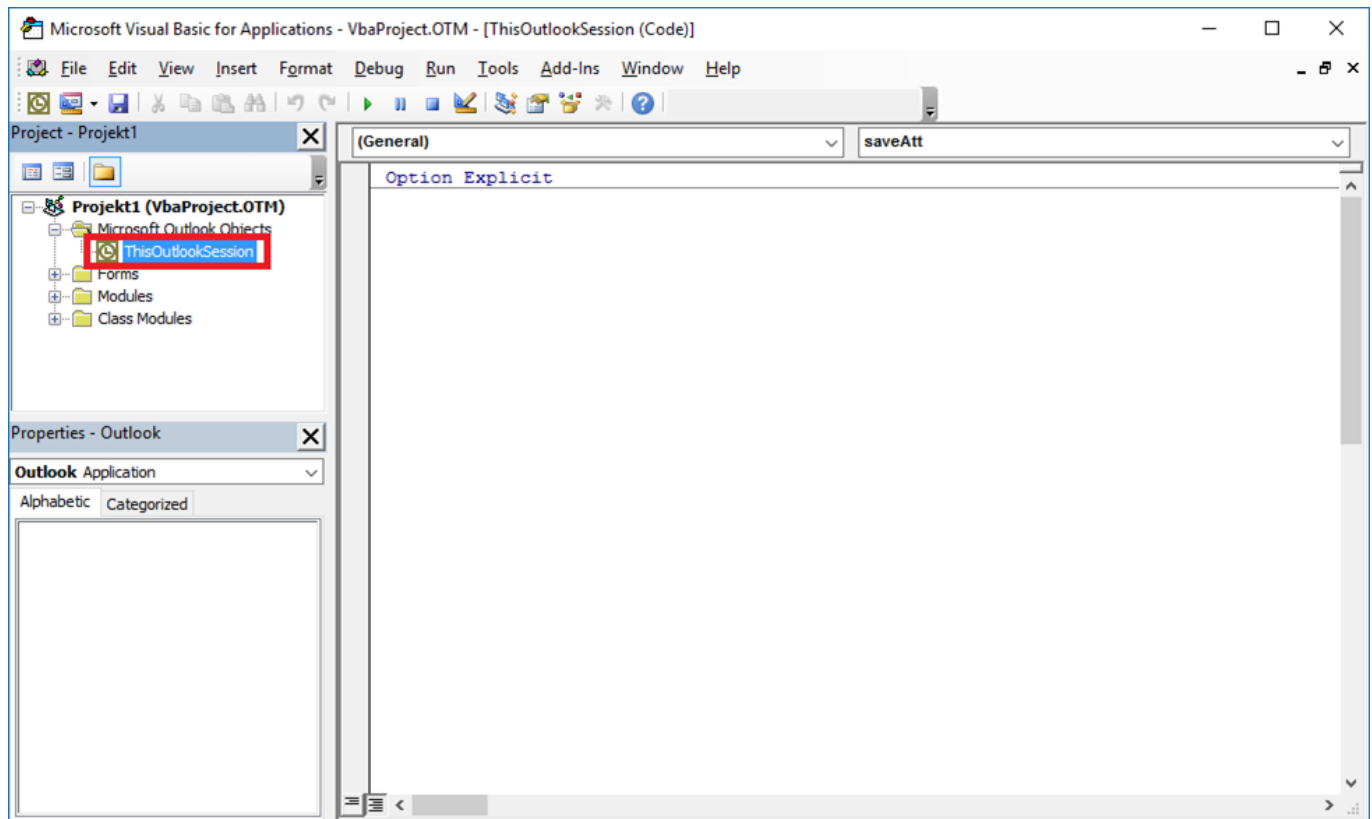 Microsoft Visual Basic for Applications - VbaProject.OTM - [ThisOutlookSession (Code)]
File Edit View Insert Format Debug Run Tools Add-Ins Window Help
Project - Projekt1
(General) saveAtt
Option Explicit
Projekt1 (VbaProject.OTM)
Microsoft Outlook Objects
ThisOutlookSession
Forms
Modules
Class Modules
Properties - Outlook
Outlook Application
Alphabetic Categorized